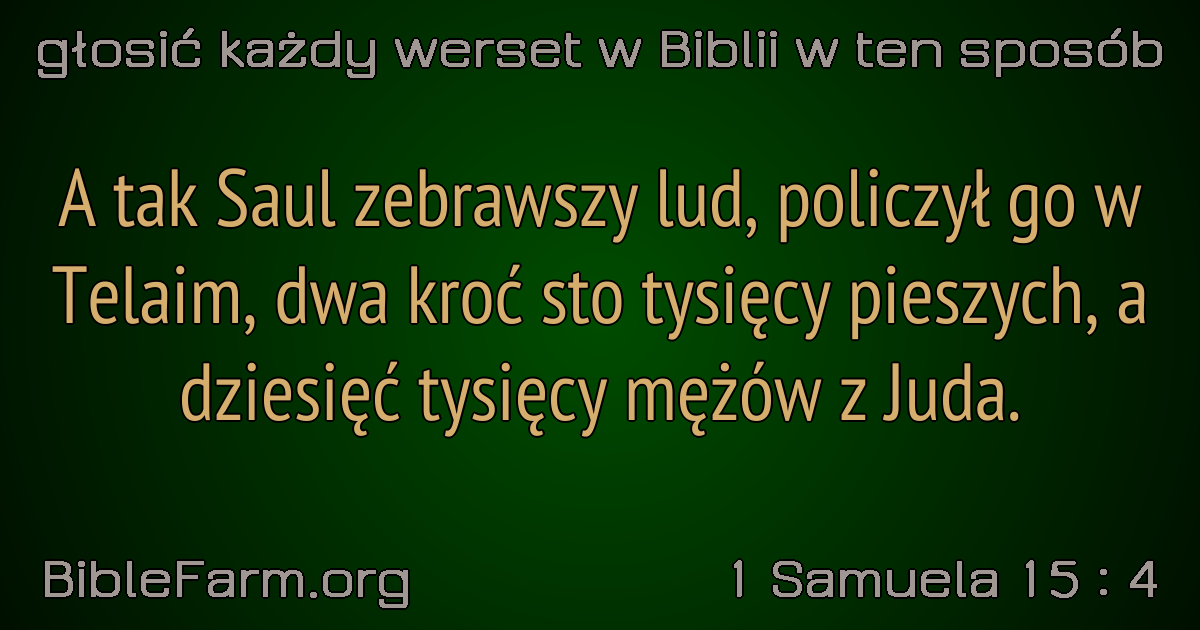 głosić każdy werset w Biblii w ten sposób
A tak Saul zebrawszy lud, policzył go w
Telaim, dwa kroć sto tysięcy pieszych, a
dziesięć tysięcy mężów z Juda.
BibleFarm.org
1 Samuela 15 : 4